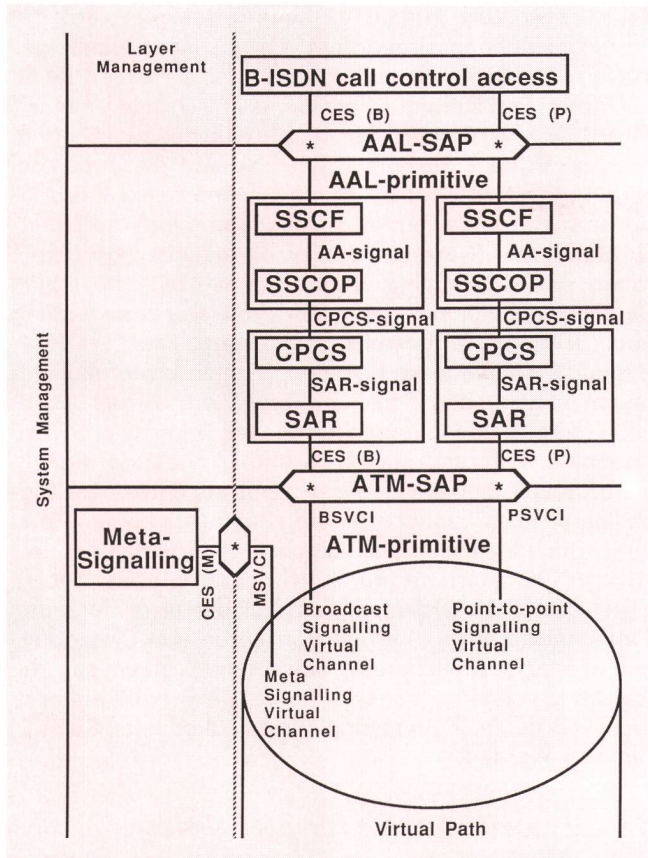 Layer
Management
B-ISDN call control access
CES (B)
CES (P)
* AAL-SAP *
AAL-primitive
SSCF
SSCF
AA-signal
AA-signal
SSCOP
SSCOP
CPCS-signal
CPCS-signal
CPCS
CPCS
SAR-signal
SAR-signal
SAR
SAR
CES (B)
CES (P)
System Management
* ATM-SAP *
BSVCI
PSVCI
Meta-
Signalling
*
CES (M)
MSVCI
ATM-primitive
Broadcast
Signalling
Virtual
Channel
Point-to-point
Signalling
Virtual
Channel
Meta
Signalling
Virtual
Channel
Virtual Path